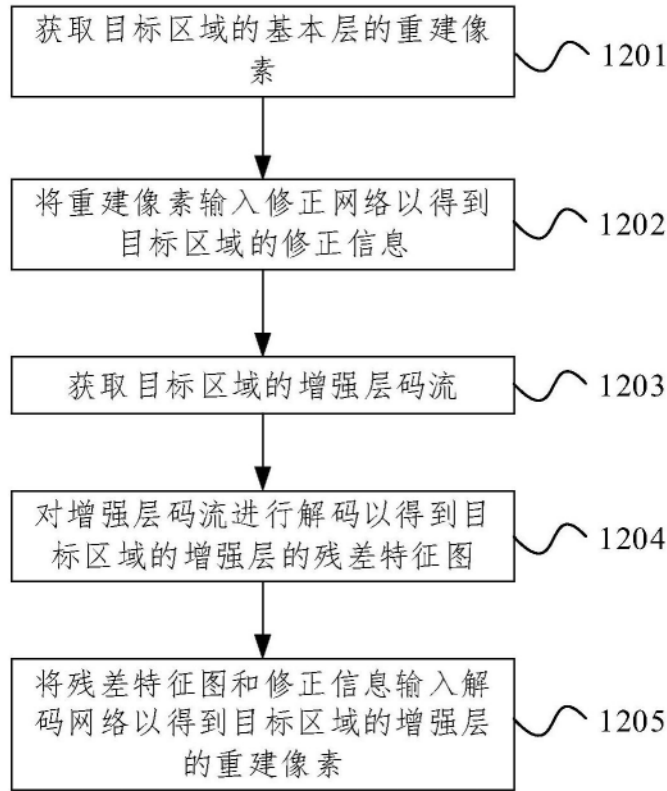 获取目标区域的基本层的重建像
素
1201
将重建像素输入修正网络以得到
目标区域的修正信息
1202
获取目标区域的增强层码流
1203
对增强层码流进行解码以得到目
标区域的增强层的残差特征图
1204
将残差特征图和修正信息输入解
码网络以得到目标区域的增强层
的重建像素
1205